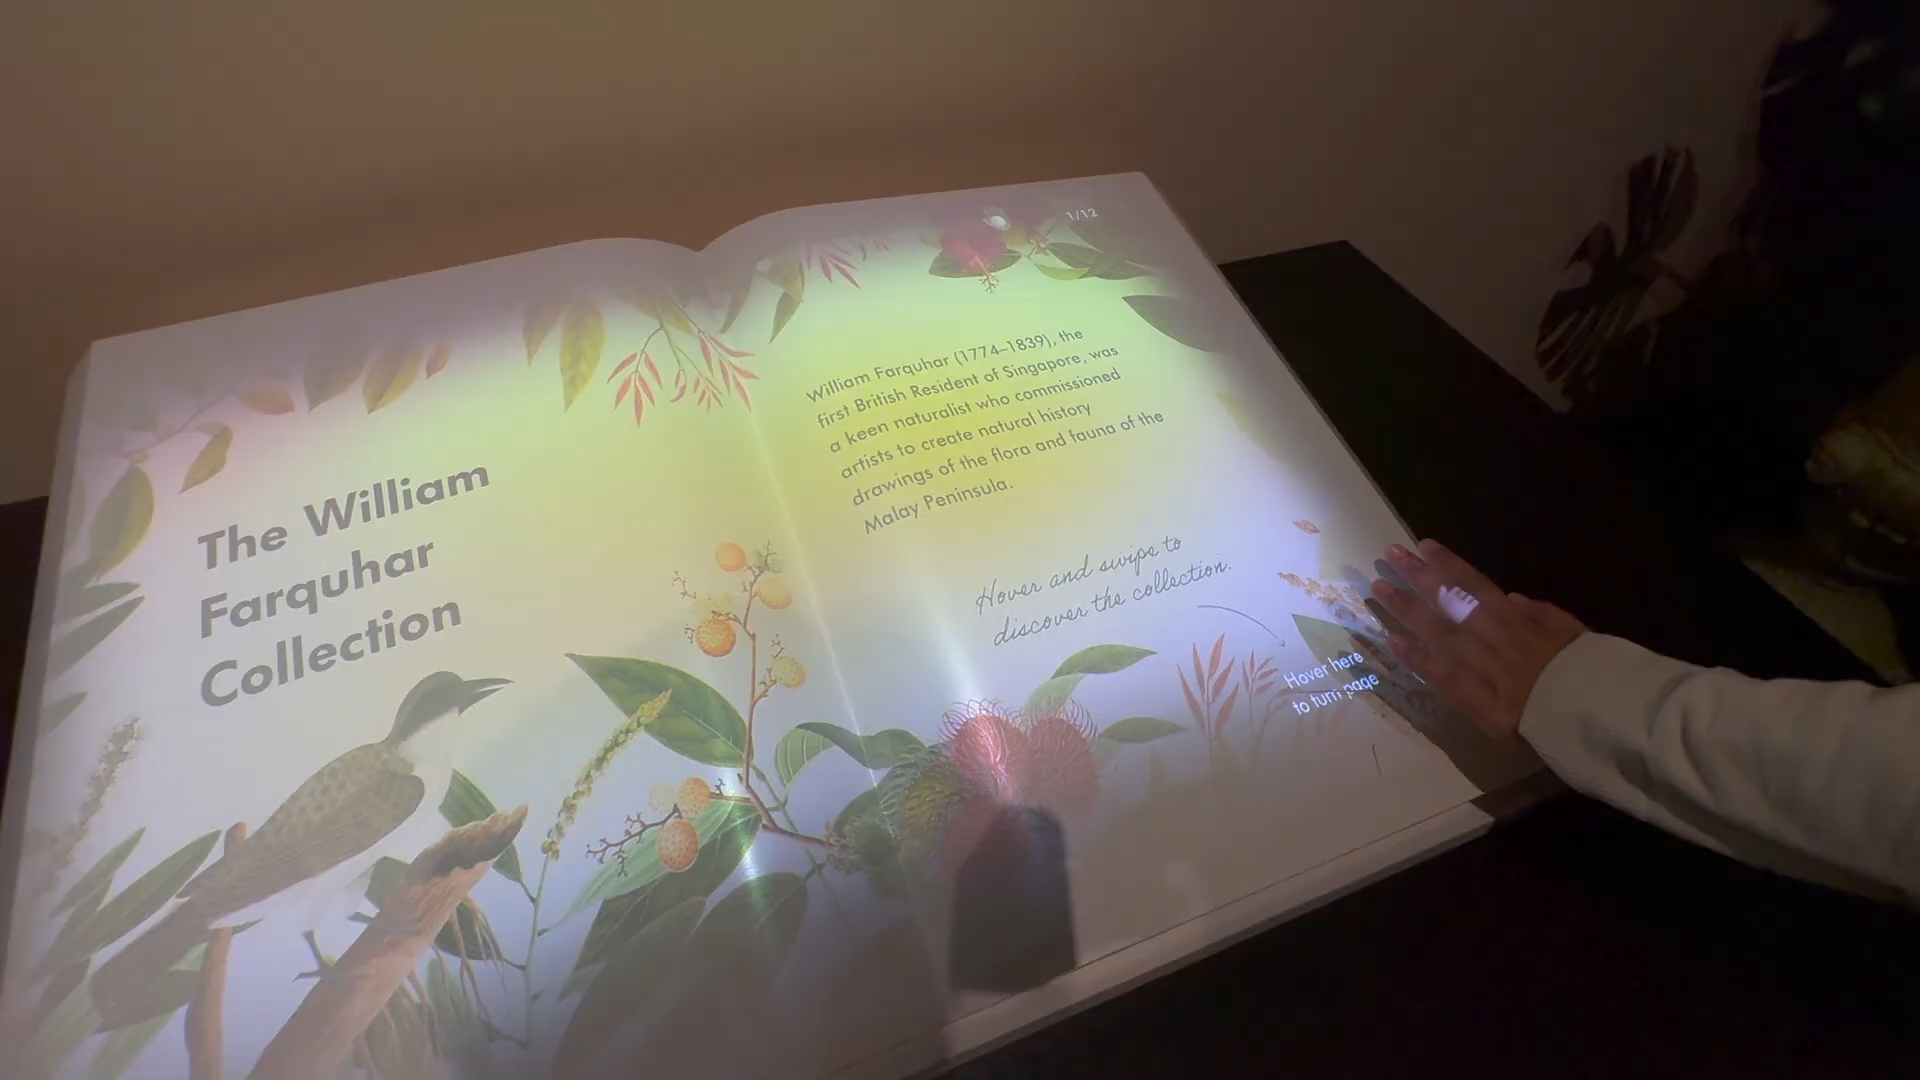 The William
Farquhar
Collection
1/12
William Farquhar (1774–1839), the
first British Resident of Singapore, was
a keen naturalist who commissioned
artists to create natural history
drawings of the flora and fauna of the
Malay Peninsula.
Hover and swipe to
discover the collection.
Hover here
to turn page